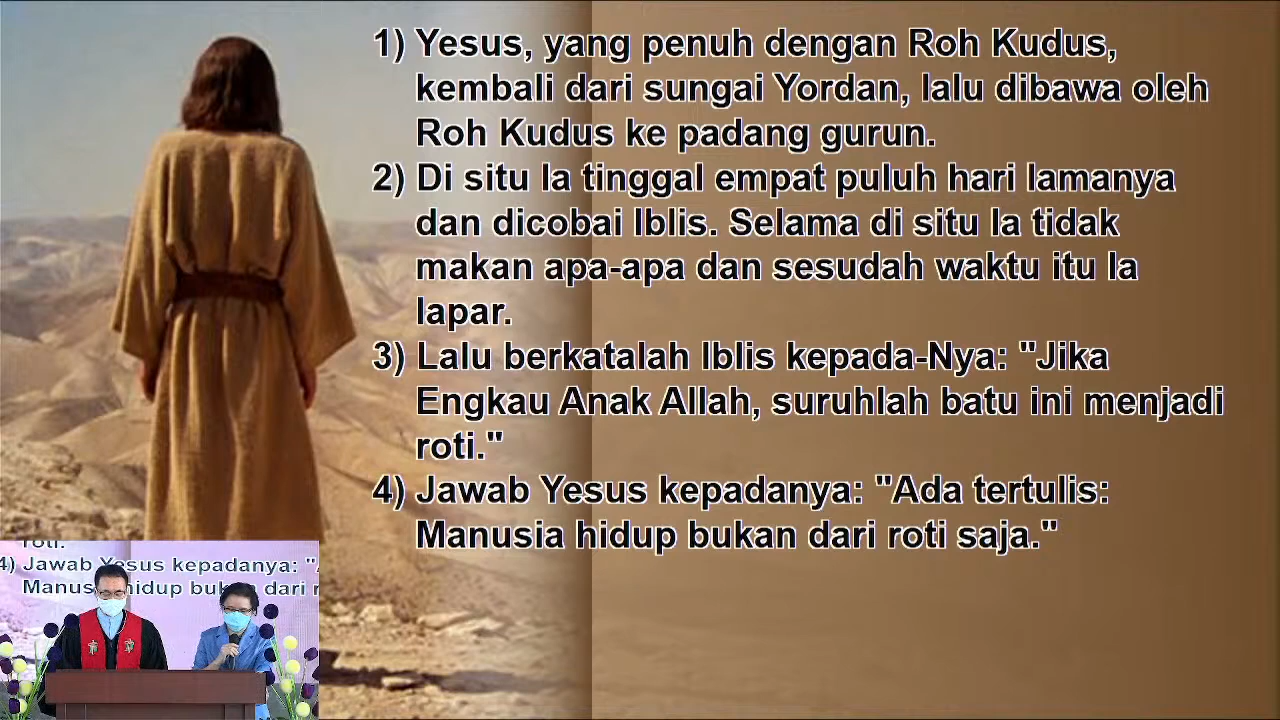 1) Yesus, yang penuh dengan Roh Kudus,
kembali dari sungai Yordan, lalu dibawa oleh
Roh Kudus ke padang gurun.
2) Di situ Ia tinggal empat puluh hari lamanya
dan dicobai Iblis. Selama di situ Ia tidak
makan apa-apa dan sesudah waktu itu Ia
lapar.
3) Lalu berkatalah Iblis kepada-Nya: "Jika
Engkau Anak Allah, suruhlah batu ini menjadi
roti."
4) Jawab Yesus kepadanya: "Ada tertulis:
Manusia hidup bukan dari roti saja."
roti.
4) Jawab Yesus kepadanya: "
Manus hidup dari r